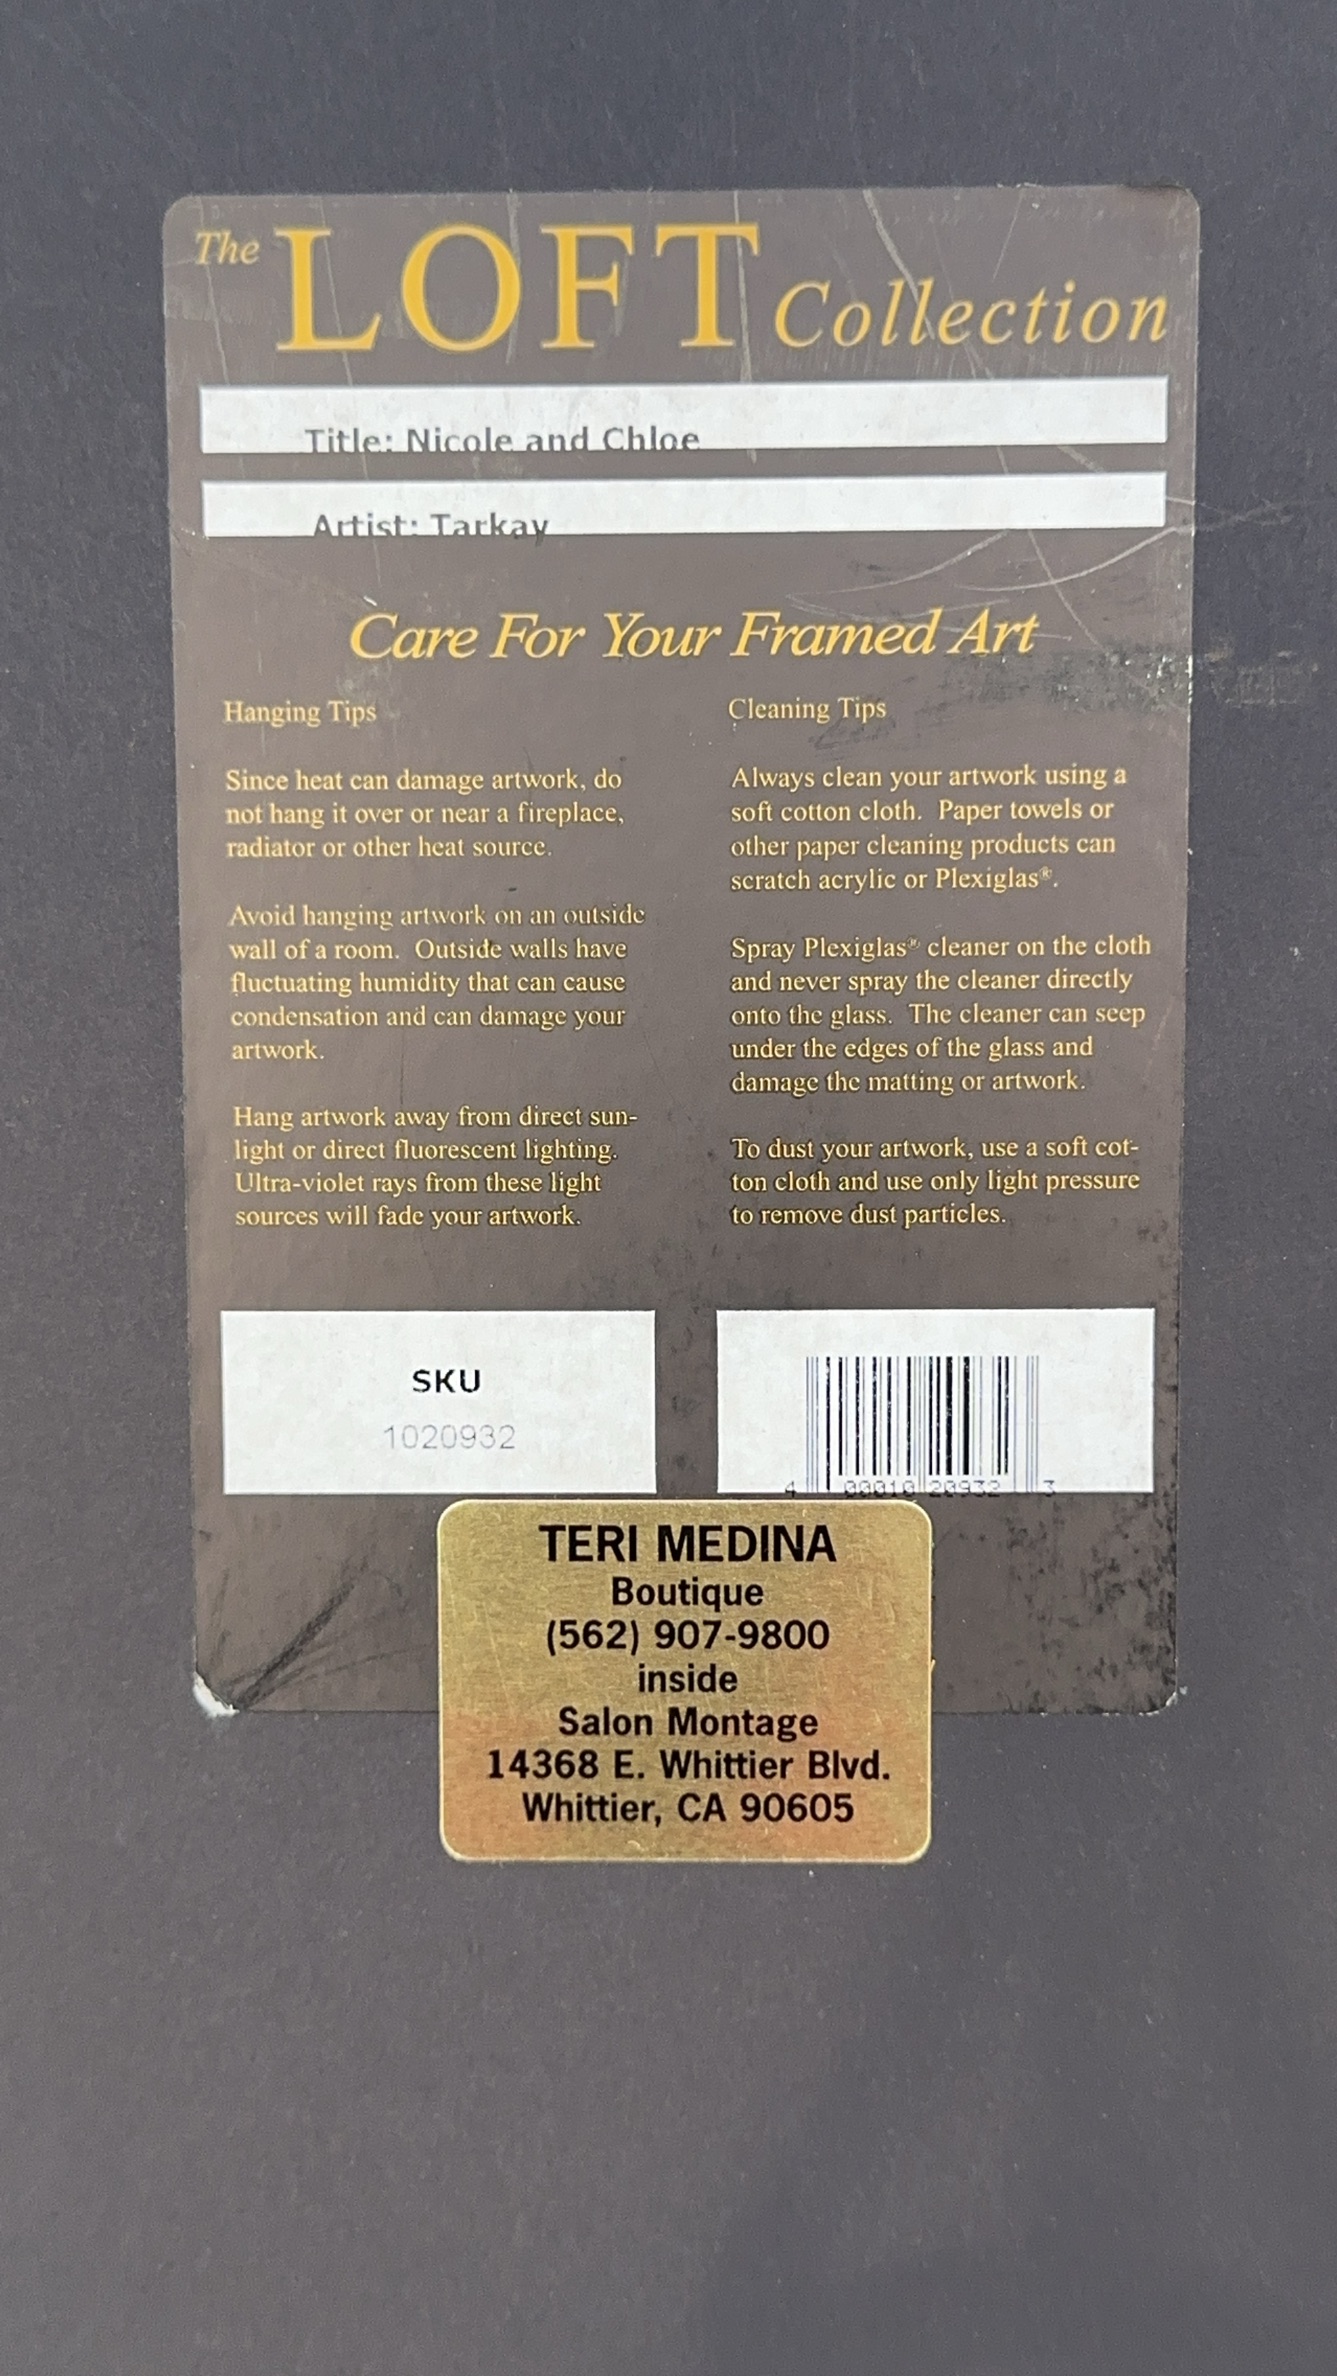 The LOFT Collection
Title: Nicole and Chloe
Artist: Tarkay
Care For Your Framed Art
Hanging Tips
Since heat can damage artwork, do
not hang it over or near a fireplace,
radiator or other heat source.
Avoid hanging artwork on an outside
wall of a room. Outside walls have
fluctuating humidity that can cause
condensation and can damage your
artwork.
Hang artwork away from direct sun-
light or direct fluorescent lighting.
Ultra-violet rays from these light
sources will fade your artwork.
Cleaning Tips
Always clean your artwork using a
soft cotton cloth. Paper towels or
other paper cleaning products can
scratch acrylic or Plexiglas®.
Spray Plexiglas® cleaner on the cloth
and never spray the cleaner directly
onto the glass. The cleaner can seep
under the edges of the glass and
damage the matting or artwork.
To dust your artwork, use a soft cot-
ton cloth and use only light pressure
to remove dust particles.
SKU
1020932
4 00010 20932 3
TERI MEDINA
Boutique
(562) 907-9800
inside
Salon Montage
14368 E. Whittier Blvd.
Whittier, CA 90605